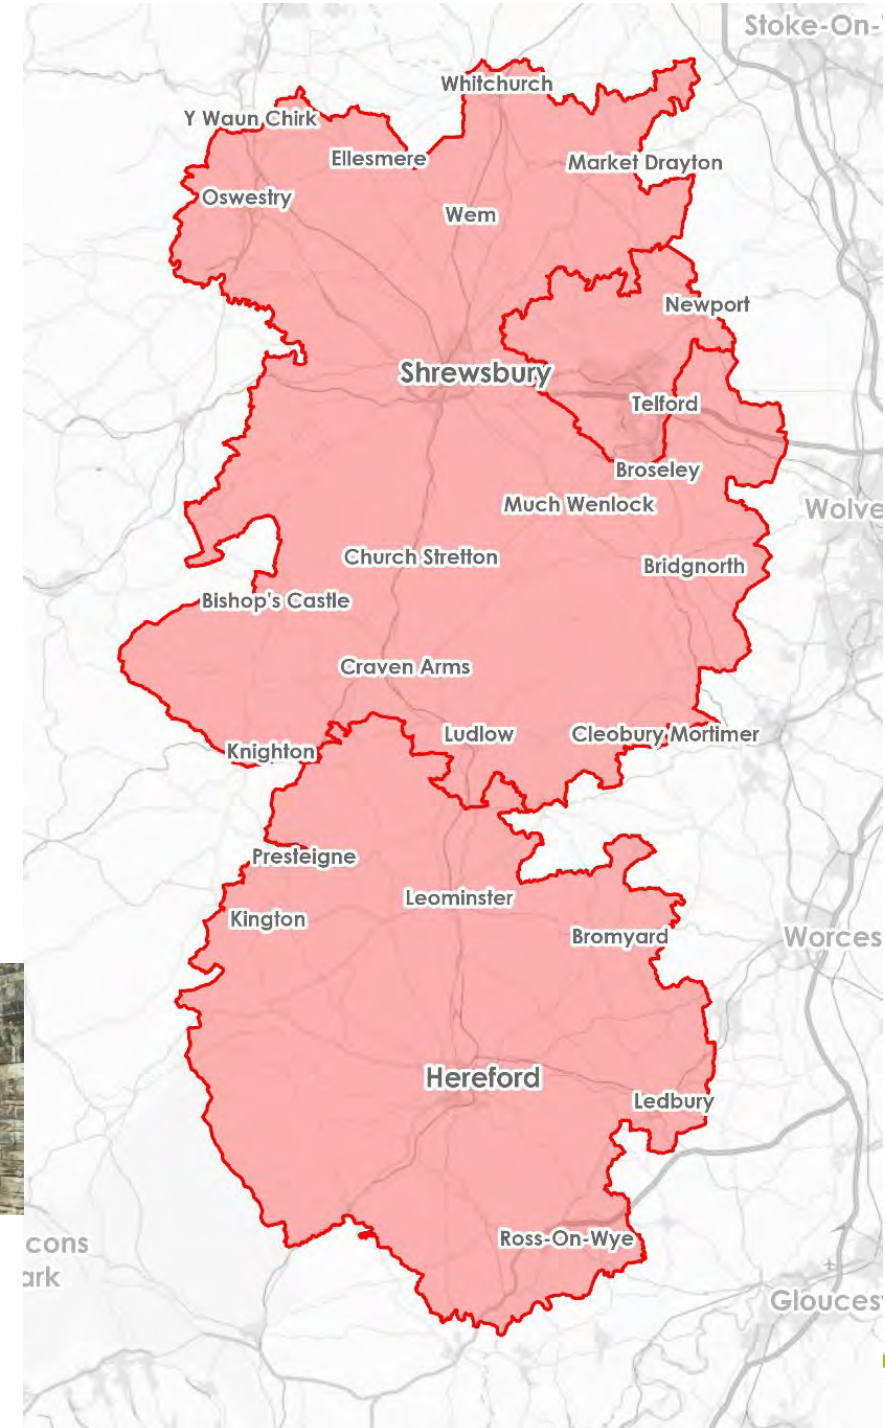 Stoke-On-
Whitchurch
Y Waun Chirk
Ellesmere
Market Drayton
Oswestry
Wem
Newport
Shrewsbury
Telford
Broseley
Much Wenlock
Wolve
Church Stretton
Bridgnorth
Bishop's Castle
Craven Arms
Ludlow
Cleobury Mortimer
Knighton
Presteigne
Leominster
Kington
Bromyard
Worces
Hereford
Ledbury
Ross-On-Wye
cons
ark
Glouces